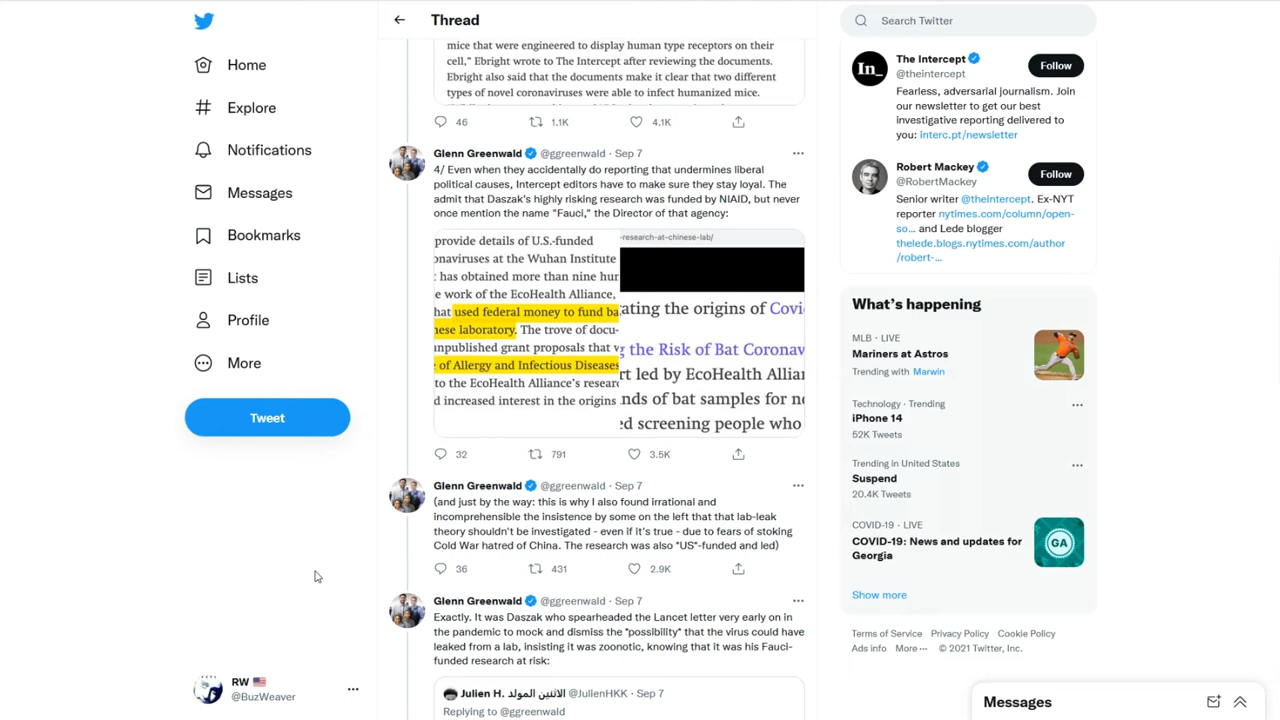 Home
Explore
Notifications
Messages
Bookmarks
Lists
Profile
More
Tweet
RW 🇺🇸
@BuzWeaver
Thread
mice that were engineered to display human type receptors on their
cell,” Ebright wrote to The Intercept after reviewing the documents.
Ebright also said that the documents make it clear that two different
types of novel coronaviruses were able to infect humanized mice.
46
1.1K
4.1K
Glenn Greenwald @ggreenwald · Sep 7
4/ Even when they accidentally do reporting that undermines liberal
political causes, Intercept editors have to make sure they stay loyal. The
admit that Daszak's highly risking research was funded by NIAID, but never
once mention the name "Fauci," the Director of that agency:
provide details of U.S.-funded
onaviruses at the Wuhan Institute
has obtained more than nine hur
e work of the EcoHealth Alliance,
hat used federal money to fund ba
nese laboratory. The trove of docu-
unpublished grant proposals that v
of Allergy and Infectious Diseases
to the EcoHealth Alliance's resear
d increased interest in the origins
-research-at-chinese-lab/
ating the origins of Covi
g the Risk of Bat Coronav
rt led by EcoHealth Allian
nds of bat samples for no
ed screening people who
32
791
3.5K
Glenn Greenwald @ggreenwald · Sep 7
(and just by the way: this is why I also found irrational and
incomprehensible the insistence by some on the left that that lab-leak
theory shouldn't be investigated - even if it's true - due to fears of stoking
Cold War hatred of China. The research was also *US*-funded and led)
36
431
2.9K
Glenn Greenwald @ggreenwald · Sep 7
Exactly. It was Daszak who spearheaded the Lancet letter very early on in
the pandemic to mock and dismiss the *possibility* that the virus could have
leaked from a lab, insisting it was zoonotic, knowing that it was his Fauci-
funded research at risk:
Julien H. الاثنين المولد @JulienHKK · Sep 7
Replying to @ggreenwald
Search Twitter
The Intercept
@theintercept
Follow
Fearless, adversarial journalism. Join
our newsletter to get our best
investigative reporting delivered to
you: interc.pt/newsletter
Robert Mackey
@RobertMackey
Follow
Senior writer @theintercept. Ex-NYT
reporter nytimes.com/column/open-
so... and Lede blogger
thelede.blogs.nytimes.com/author
/robert-...
What's happening
MLB · LIVE
Mariners at Astros
Trending with Marwin
Technology · Trending
iPhone 14
52K Tweets
Trending in United States
Suspend
20.4K Tweets
COVID-19 · LIVE
COVID-19: News and updates for
Georgia
GA
Show more
Terms of Service Privacy Policy Cookie Policy
Ads info More ··· © 2021 Twitter, Inc.
Messages